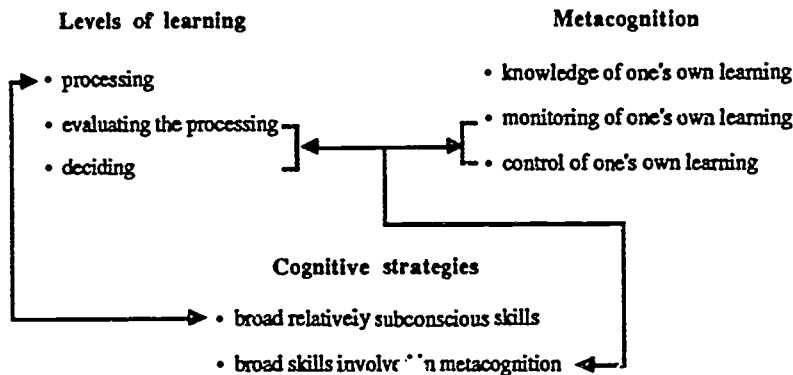 Levels of learning
• processing
• evaluating the processing
• deciding
Metacognition
• knowledge of one's own learning
• monitoring of one's own learning
• control of one's own learning
Cognitive strategies
• broad relatively subconscious skills
• broad skills in metacognition